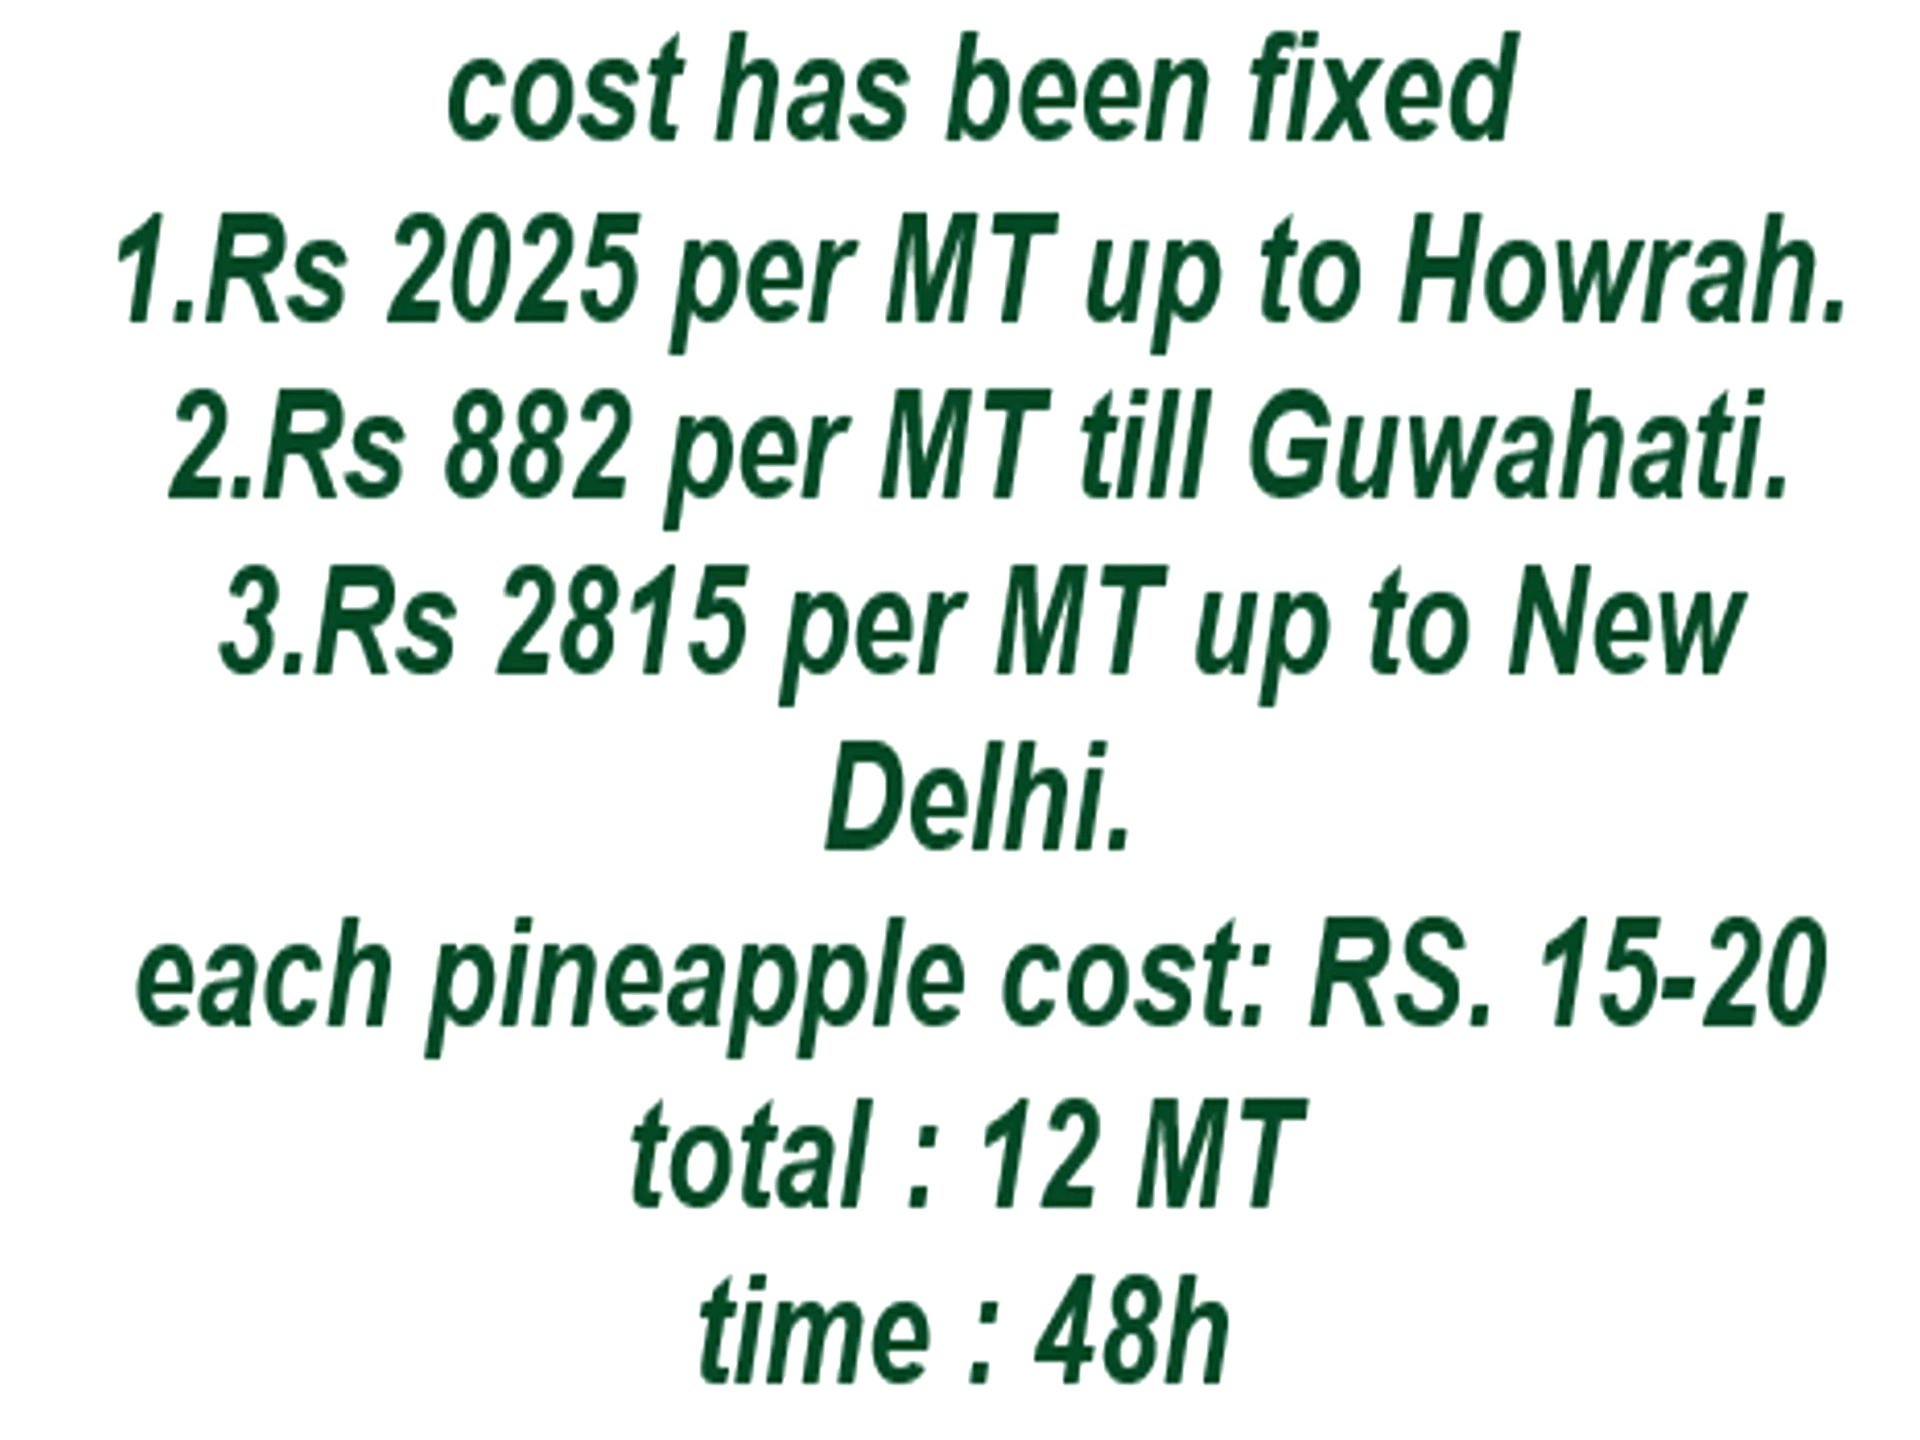 cost has been fixed
1.Rs 2025 per MT up to Howrah.
2.Rs 882 per MT till Guwahati.
3.Rs 2815 per MT up to New
Delhi.
each pineapple cost: RS. 15-20
total : 12 MT
time : 48h